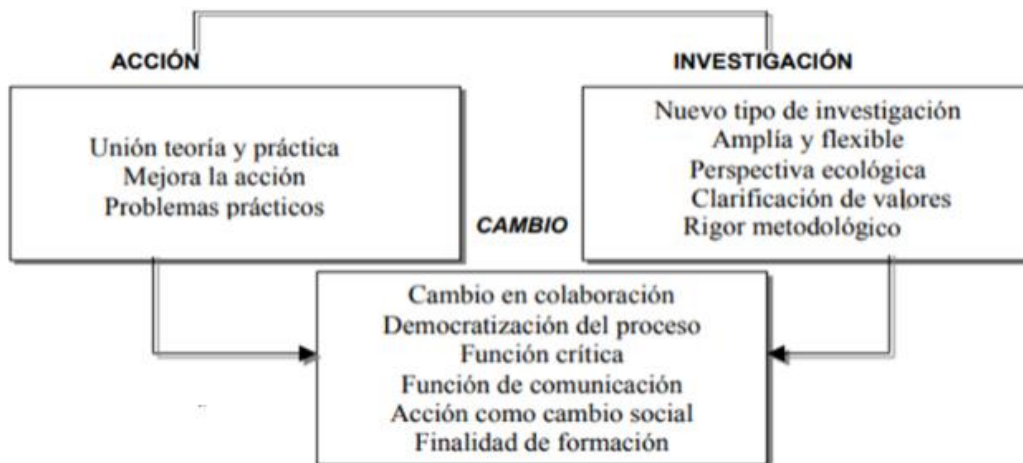 ACCIÓN
INVESTIGACIÓN
Unión teoría y práctica
Mejora la acción
Problemas prácticos
Nuevo tipo de investigación
Amplía y flexible
Perspectiva ecológica
Clarificación de valores
Rigor metodológico
CAMBIO
Cambio en colaboración
Democratización del proceso
Función crítica
Función de comunicación
Acción como cambio social
Finalidad de formación